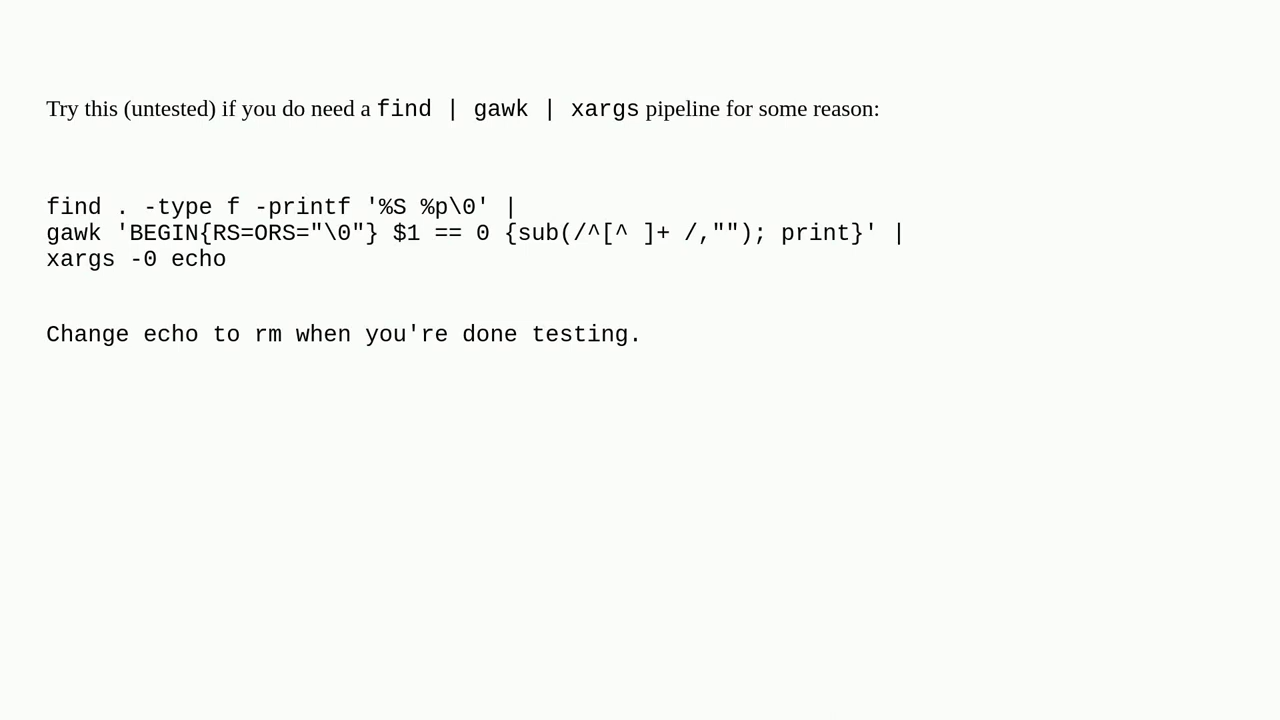 Try this (untested) if you do need a find | gawk | xargs pipeline for some reason:
find . -type f -printf '%S %p\0' |
gawk 'BEGIN{RS=ORS="\0"} $1 == 0 {sub(/^[^ ]+ /,""); print}' |
xargs -0 echo
Change echo to rm when you're done testing.